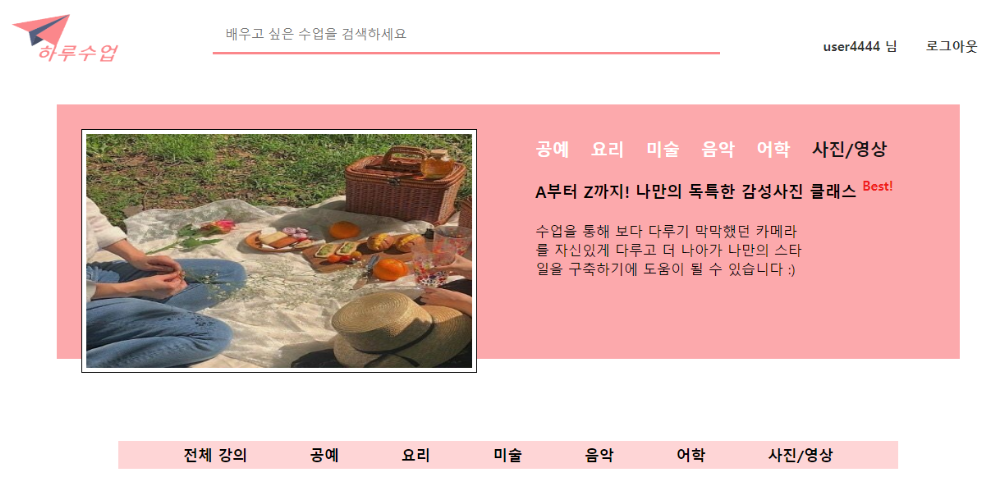 하루수업
배우고 싶은 수업을 검색하세요
user4444 님 로그아웃
공예 요리 미술 음악 어학 사진/영상
A부터 Z까지! 나만의 독특한 감성사진 클래스 Best!
수업을 통해 보다 다루기 막막했던 카메라
를 자신있게 다루고 더 나아가 나만의 스타
일을 구축하기에 도움이 될 수 있습니다 :)
전체 강의 공예 요리 미술 음악 어학 사진/영상